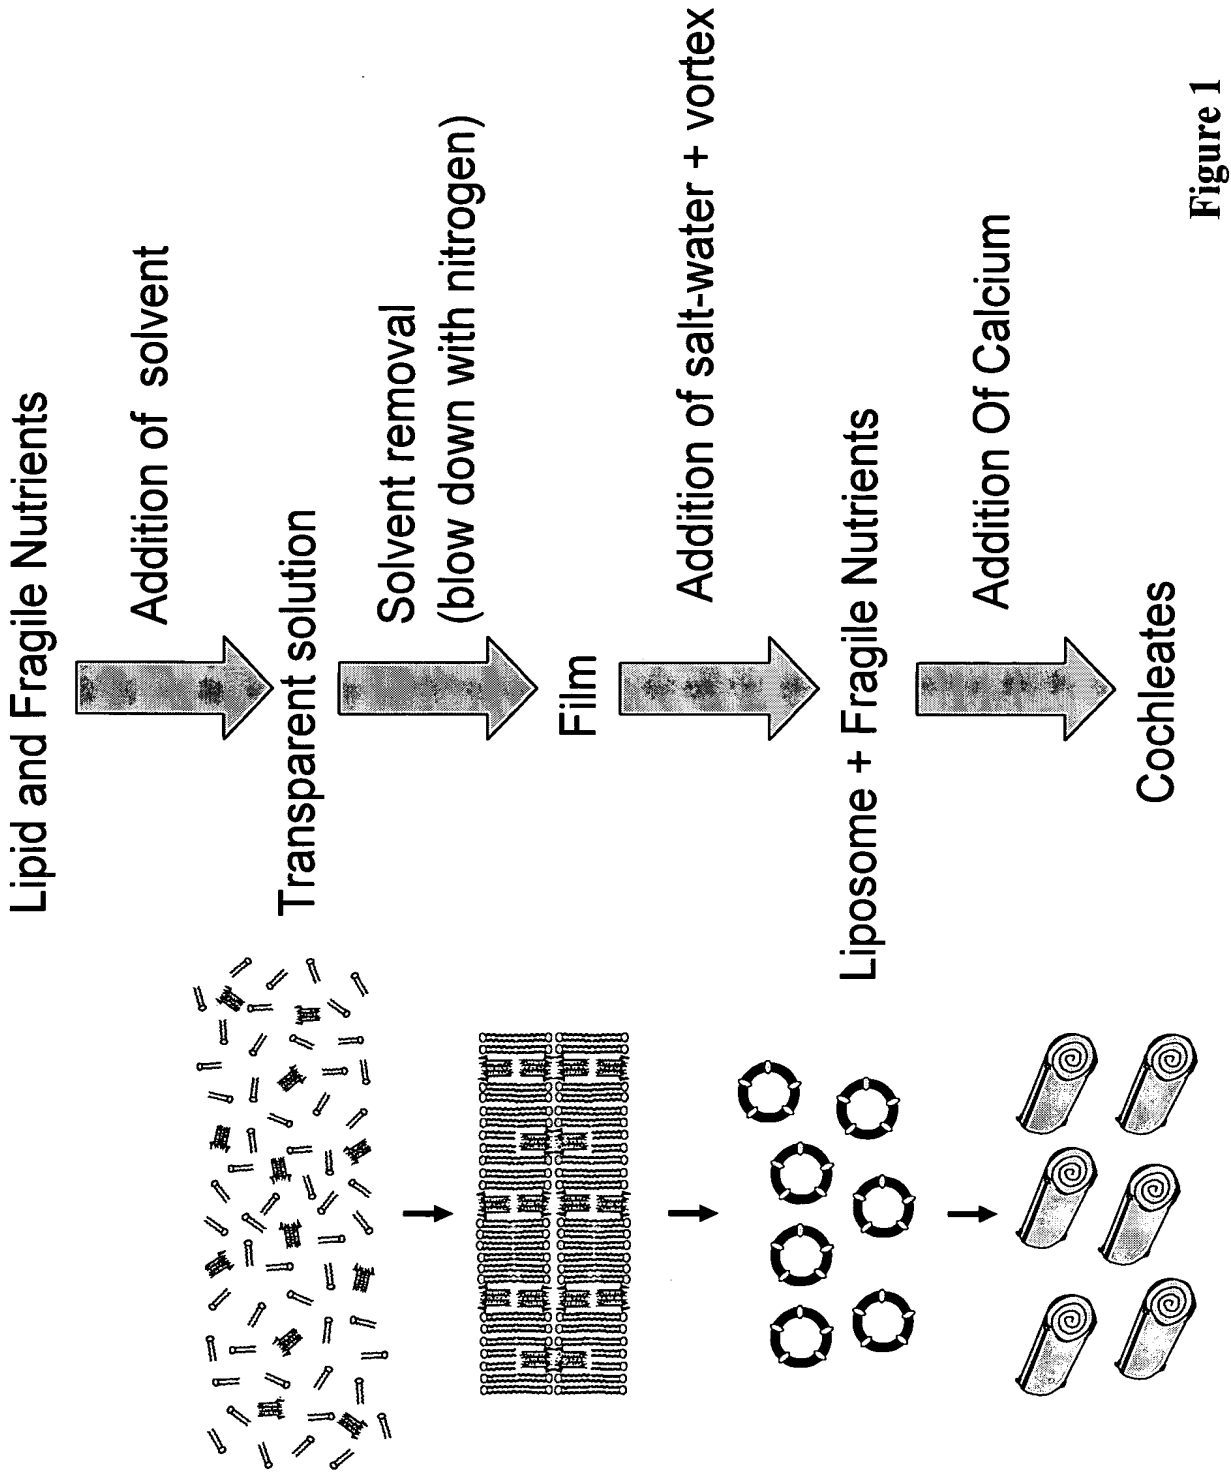 Lipid and Fragile Nutrients
Addition of solvent
Transparent solution
Solvent removal
(blow down with nitrogen)
Film
Addition of salt-water + vortex
Liposome + Fragile Nutrients
Addition Of Calcium
Cochleates
Figure 1